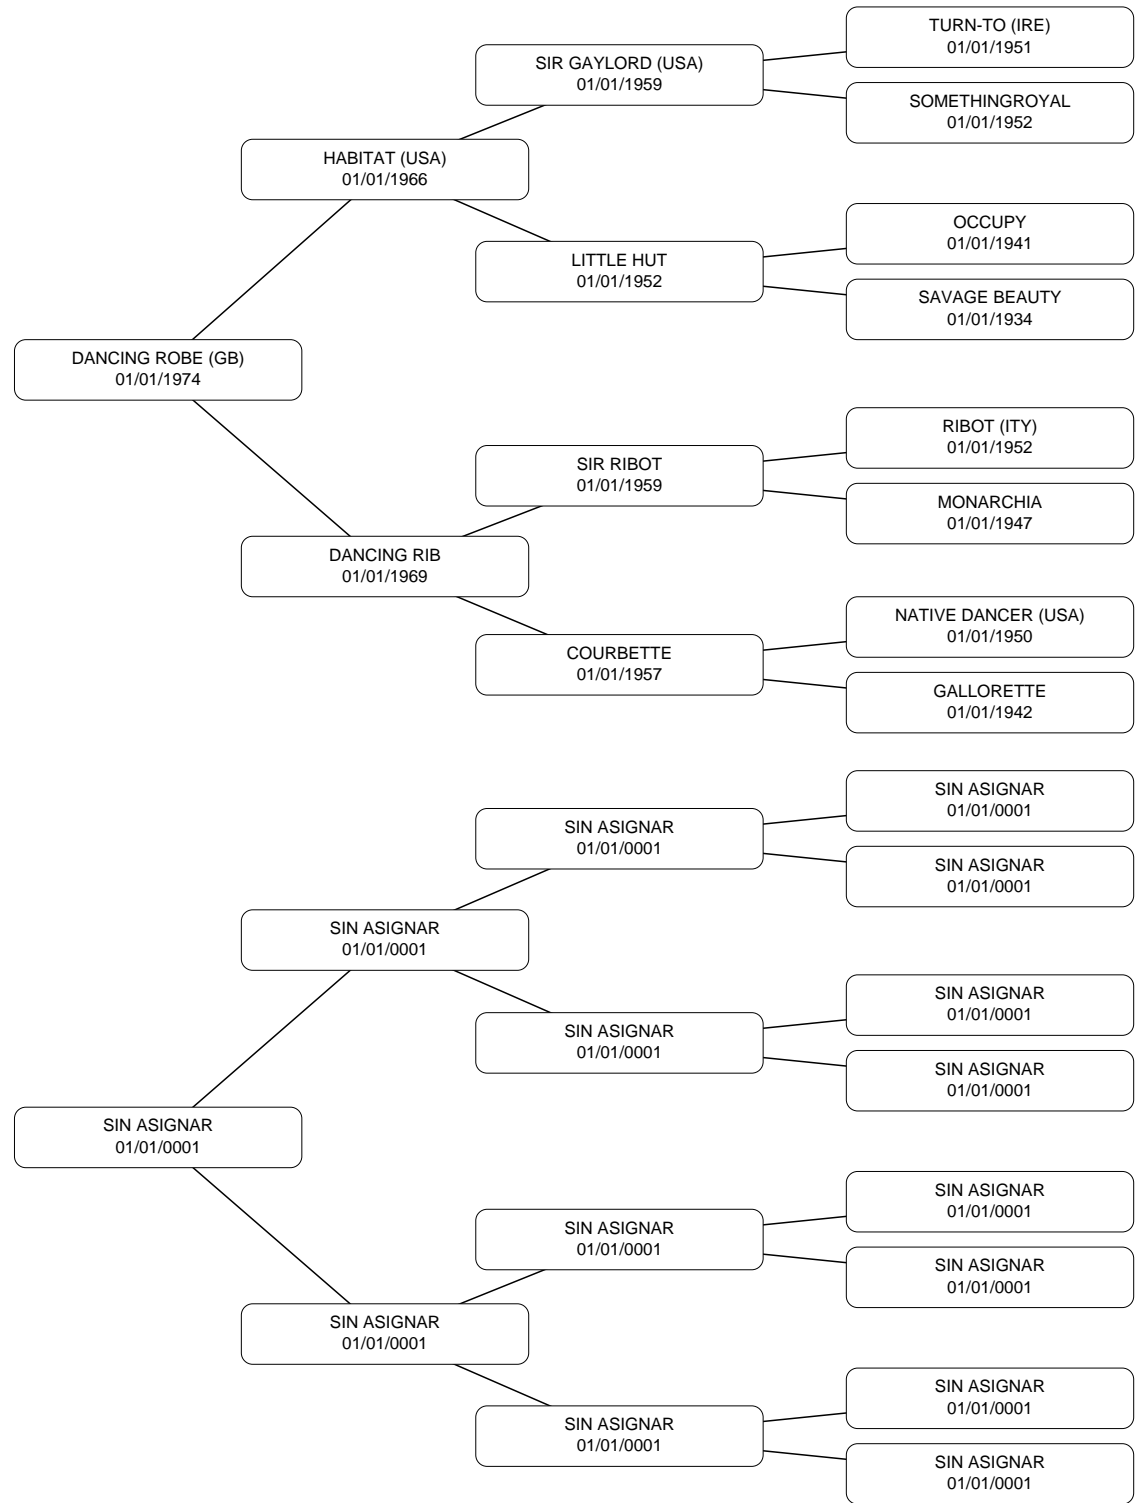 TURN-TO (IRE)
01/01/1951
SIR GAYLORD (USA)
01/01/1959
SOMETHINGROYAL
01/01/1952
HABITAT (USA)
01/01/1966
OCCUPY
01/01/1941
LITTLE HUT
01/01/1952
SAVAGE BEAUTY
01/01/1934
DANCING ROBE (GB)
01/01/1974
RIBOT (ITY)
01/01/1952
SIR RIBOT
01/01/1959
MONARCHIA
01/01/1947
DANCING RIB
01/01/1969
NATIVE DANCER (USA)
01/01/1950
COURBETTE
01/01/1957
GALLORETTE
01/01/1942
SIN ASIGNAR
01/01/0001
SIN ASIGNAR
01/01/0001
SIN ASIGNAR
01/01/0001
SIN ASIGNAR
01/01/0001
SIN ASIGNAR
01/01/0001
SIN ASIGNAR
01/01/0001
SIN ASIGNAR
01/01/0001
SIN ASIGNAR
01/01/0001
SIN ASIGNAR
01/01/0001
SIN ASIGNAR
01/01/0001
SIN ASIGNAR
01/01/0001
SIN ASIGNAR
01/01/0001
SIN ASIGNAR
01/01/0001
SIN ASIGNAR
01/01/0001
SIN ASIGNAR
01/01/0001